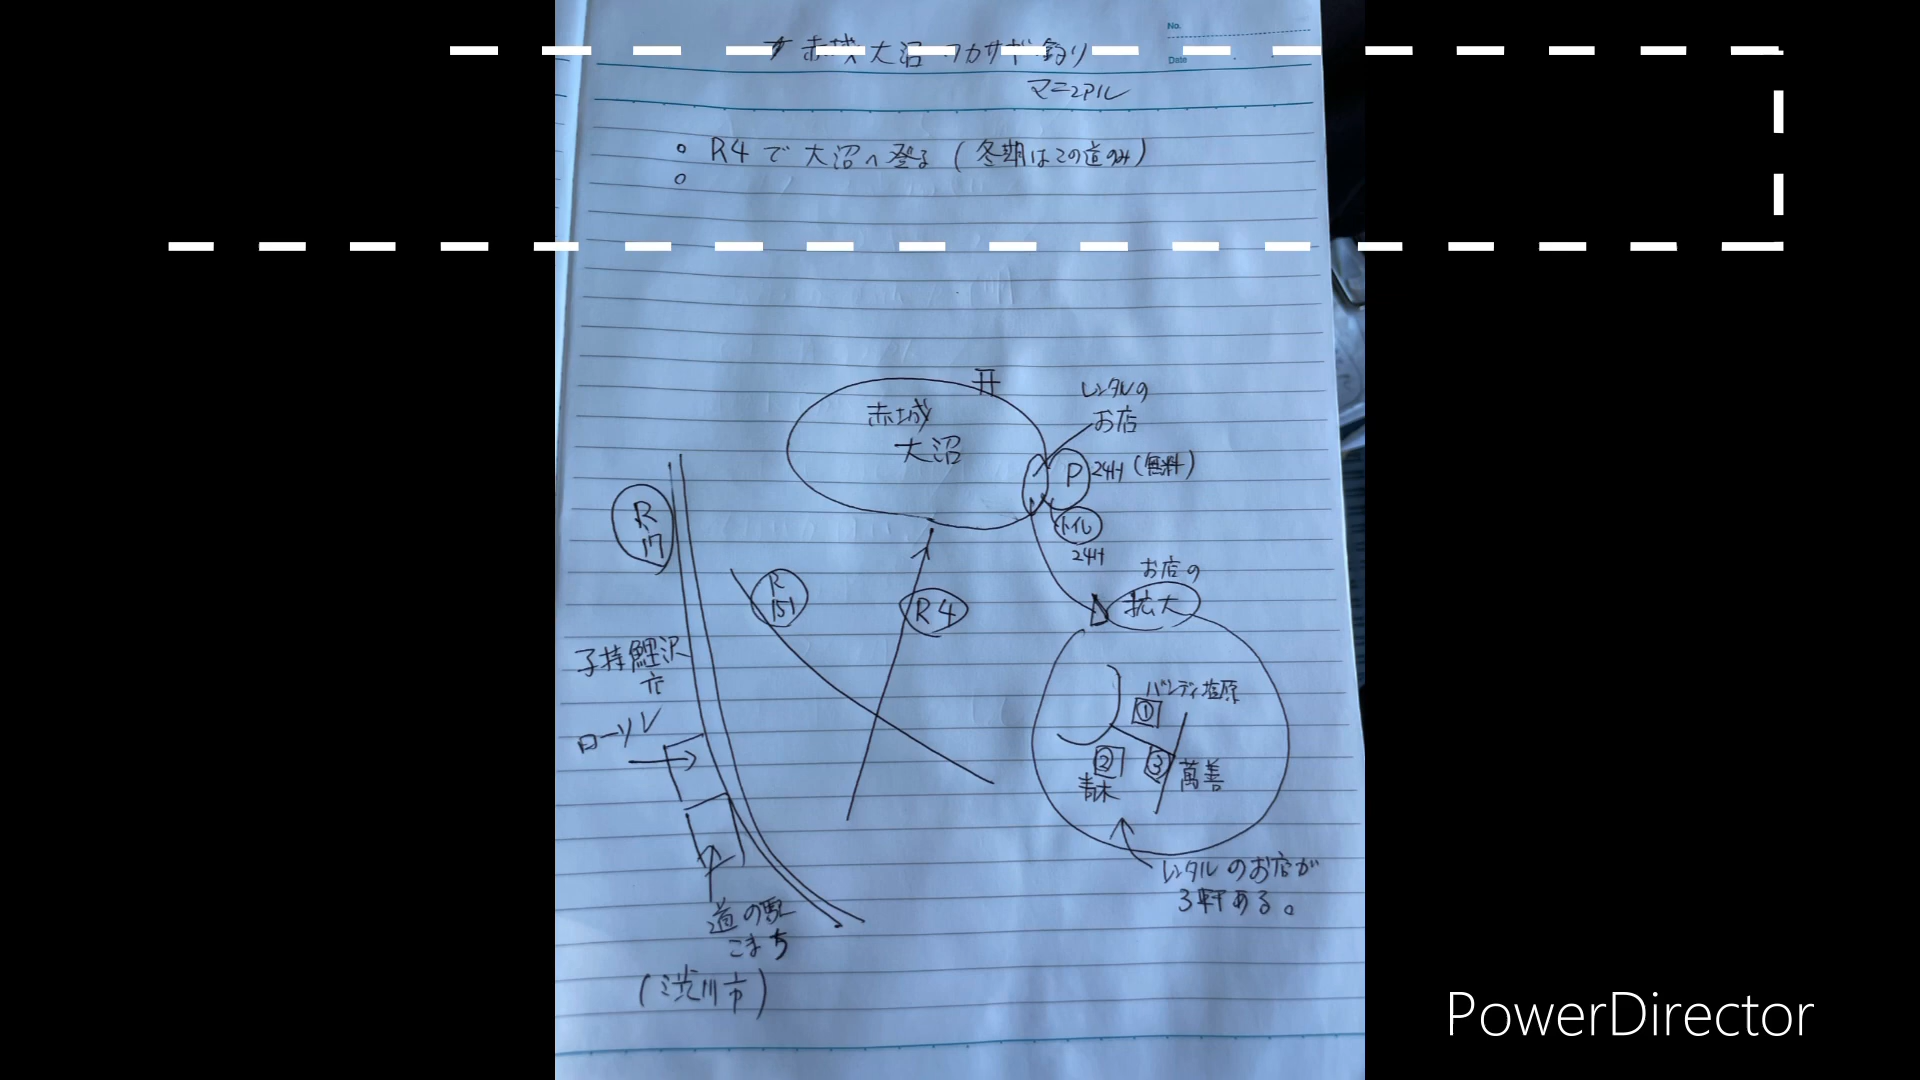 No.
赤城大沼ワカサギ釣り
Date
マニュアル
○ R4で大沼へ登る(冬期はこの道のみ)
○
赤城
大沼
レンタルの
お店
P
24H(無料)
トイレ
24H
R
17
R
151
R4
お店の
拡大
子持鯉沢
店
ローソン
バンディ塩原
①
②
③
青木
萬善
レンタルのお店が
3軒ある。
道の駅
こもち
(渋川市)
PowerDirector